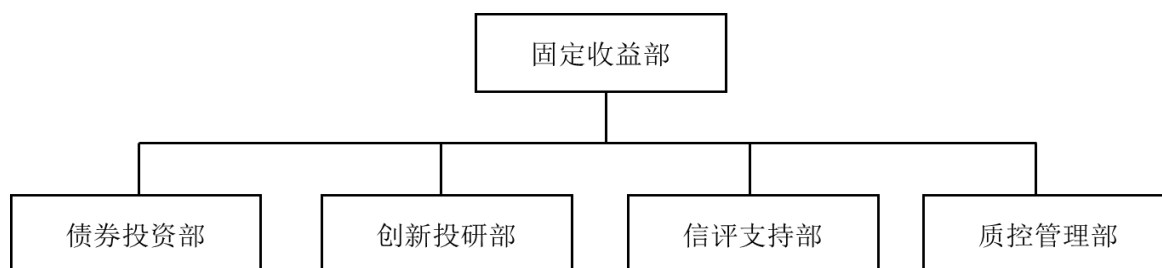 固定收益部
债券投资部
创新投研部
信评支持部
质控管理部